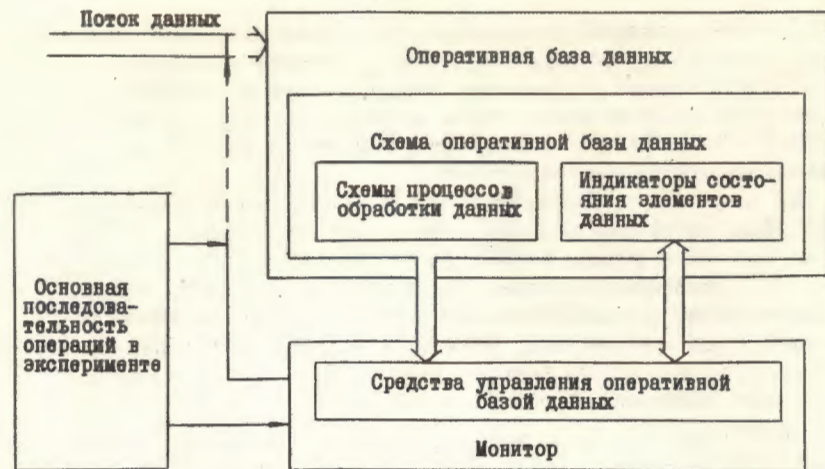 Поток данных
Оперативная база данных
Схема оперативной базы данных
Схемы процессов
обработки данных
Индикаторы состо-
яния элементов
данных
Основная
последова-
тельность
операций в
эксперименте
Средства управления оперативной
базой данных
Монитор